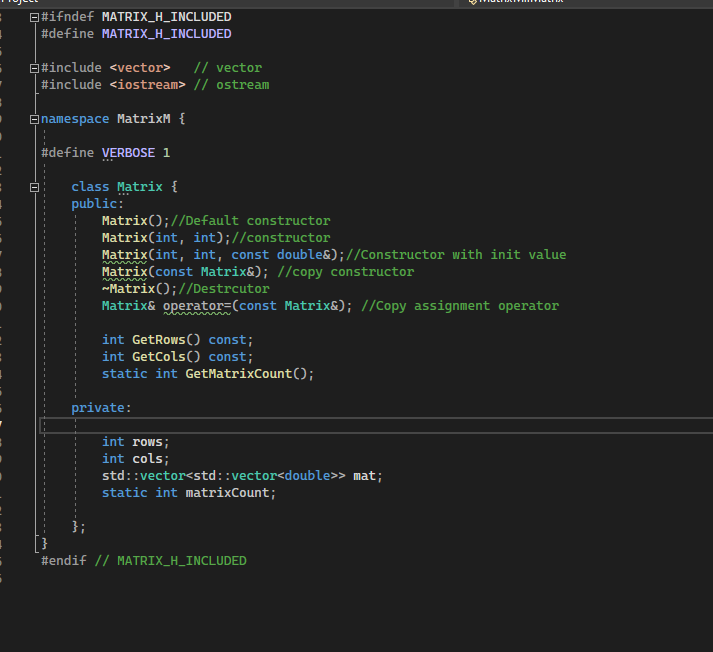 #ifndef MATRIX_H_INCLUDED
#define MATRIX_H_INCLUDED
#include <vector>   // vector
#include <iostream> // ostream
namespace MatrixM {
#define VERBOSE 1
    class Matrix {
    public:
        Matrix();//Default constructor
        Matrix(int, int);//constructor
        Matrix(int, int, const double&);//Constructor with init value
        Matrix(const Matrix&); //copy constructor
        ~Matrix();//Destrcutor
        Matrix& operator=(const Matrix&); //Copy assignment operator
        int GetRows() const;
        int GetCols() const;
        static int GetMatrixCount();
    private:
        int rows;
        int cols;
        std::vector<std::vector<double>> mat;
        static int matrixCount;
    };
}
#endif // MATRIX_H_INCLUDED